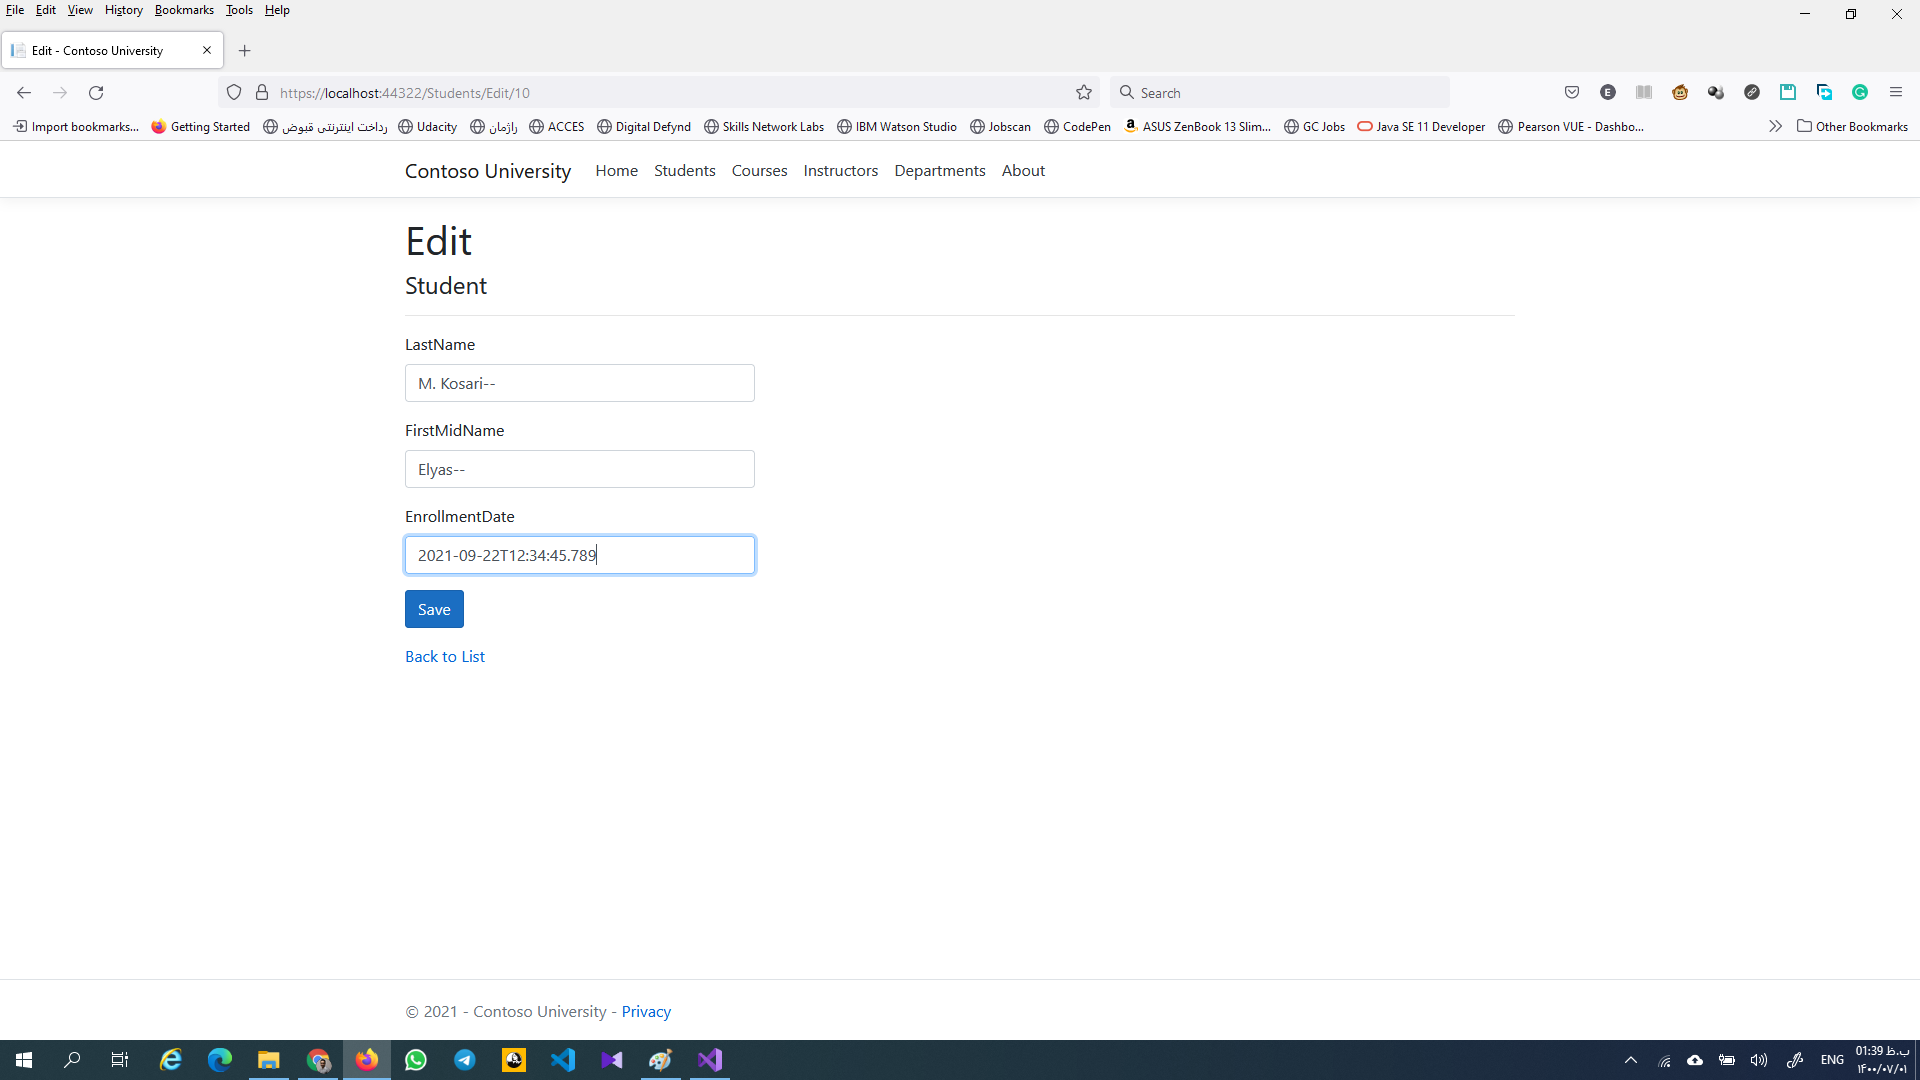 File Edit View History Bookmarks Tools Help
Edit - Contoso University
https://localhost:44322/Students/Edit/10
Search
Import bookmarks... Getting Started رداخت اینترنتی قبوض Udacity راژمان ACCES Digital Defynd Skills Network Labs IBM Watson Studio Jobscan CodePen ASUS ZenBook 13 Slim... GC Jobs Java SE 11 Developer Pearson VUE - Dashbo... Other Bookmarks
Contoso University Home Students Courses Instructors Departments About
Edit
Student
LastName
M. Kosari--
FirstMidName
Elyas--
EnrollmentDate
2021-09-22T12:34:45.789
Save
Back to List
© 2021 - Contoso University - Privacy
ENG
01:39 ب.ظ
۱۴۰۰/۰۷/۰۱